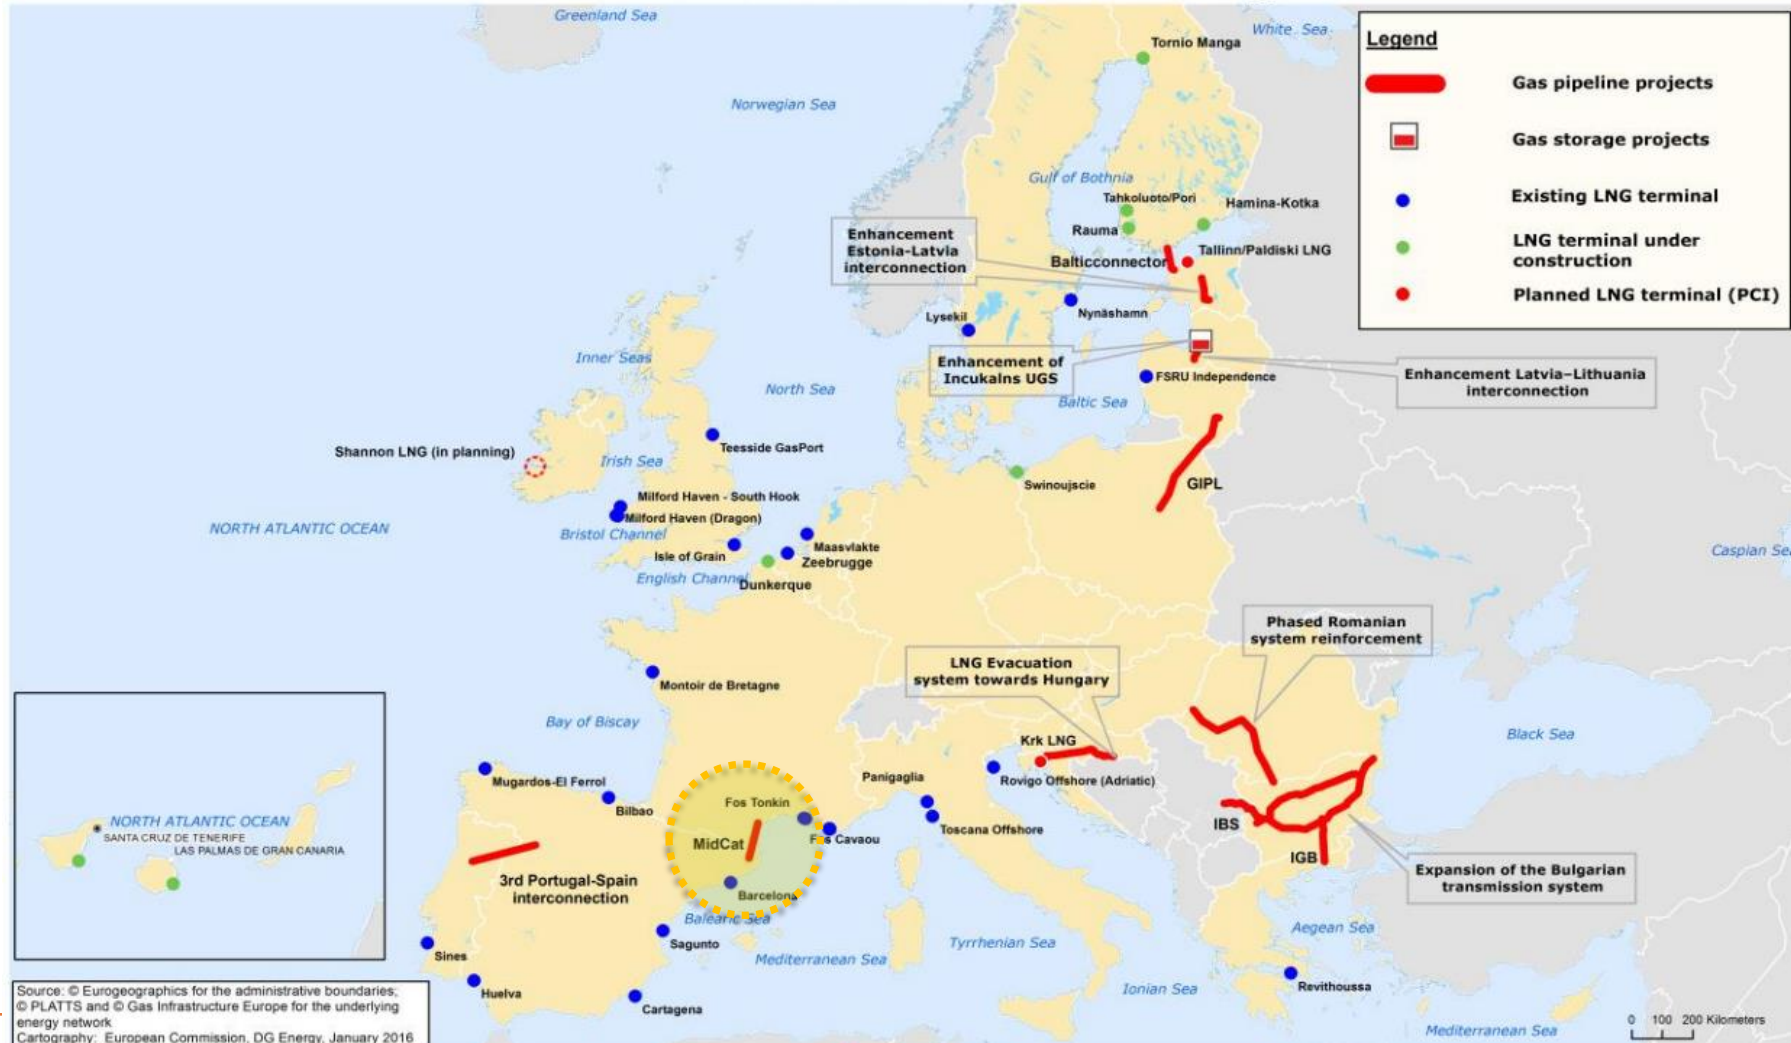 Greenland Sea
White Sea
Tornio Manga
Norwegian Sea
Legend
Gas pipeline projects
Gas storage projects
Existing LNG terminal
LNG terminal under
construction
Planned LNG terminal (PCI)
Gulf of Bothnia
Tahkoluoto/Pori
Hamina-Kotka
Rauma
Tallinn/Paldiski LNG
Balticconnector
Enhancement
Estonia-Latvia
interconnection
Nynäshamn
Lysekil
Inner Seas
North Sea
Enhancement of
Incukalns UGS
FSRU Independence
Enhancement Latvia–Lithuania
interconnection
Baltic Sea
Shannon LNG (in planning)
Irish Sea
Teesside GasPort
Swinoujscie
GIPL
Milford Haven - South Hook
Milford Haven (Dragon)
NORTH ATLANTIC OCEAN
Bristol Channel
Isle of Grain
Maasvlakte
Zeebrugge
English Channel
Dunkerque
Caspian Sea
Phased Romanian
system reinforcement
LNG Evacuation
system towards Hungary
Montoir de Bretagne
Bay of Biscay
Black Sea
Krk LNG
Mugardos-El Ferrol
Bilbao
Panigaglia
Rovigo Offshore (Adriatic)
Fos Tonkin
Fos Cavaou
Toscana Offshore
MidCat
IBS
IGB
NORTH ATLANTIC OCEAN
SANTA CRUZ DE TENERIFE
LAS PALMAS DE GRAN CANARIA
3rd Portugal-Spain
interconnection
Barcelona
Balearic Sea
Expansion of the Bulgarian
transmission system
Aegean Sea
Sagunto
Tyrrhenian Sea
Mediterranean Sea
Sines
Huelva
Cartagena
Ionian Sea
Revithoussa
Source: © Eurogeographics for the administrative boundaries;
© PLATTS and © Gas Infrastructure Europe for the underlying
energy network
Cartography: European Commission, DG Energy, January 2016
0 100 200 Kilometers
Mediterranean Sea